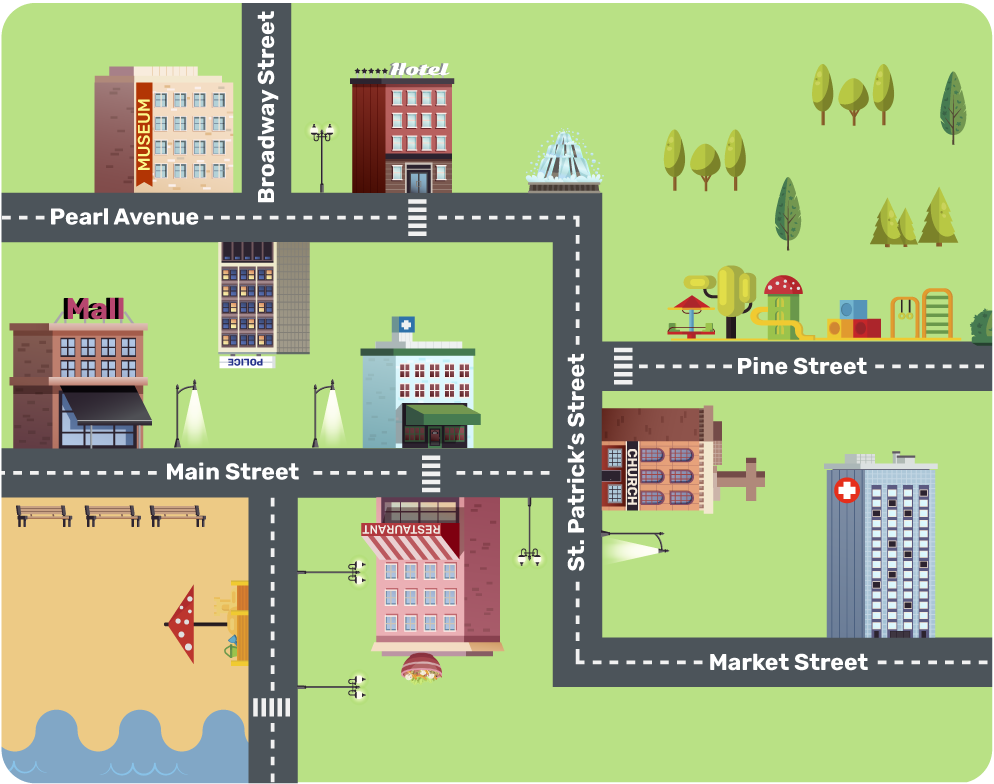 Broadway Street
Hotel
MUSEUM
Pearl Avenue
Mall
POLICE
St. Patrick's Street
Pine Street
Main Street
CHURCH
RESTAURANT
Market Street